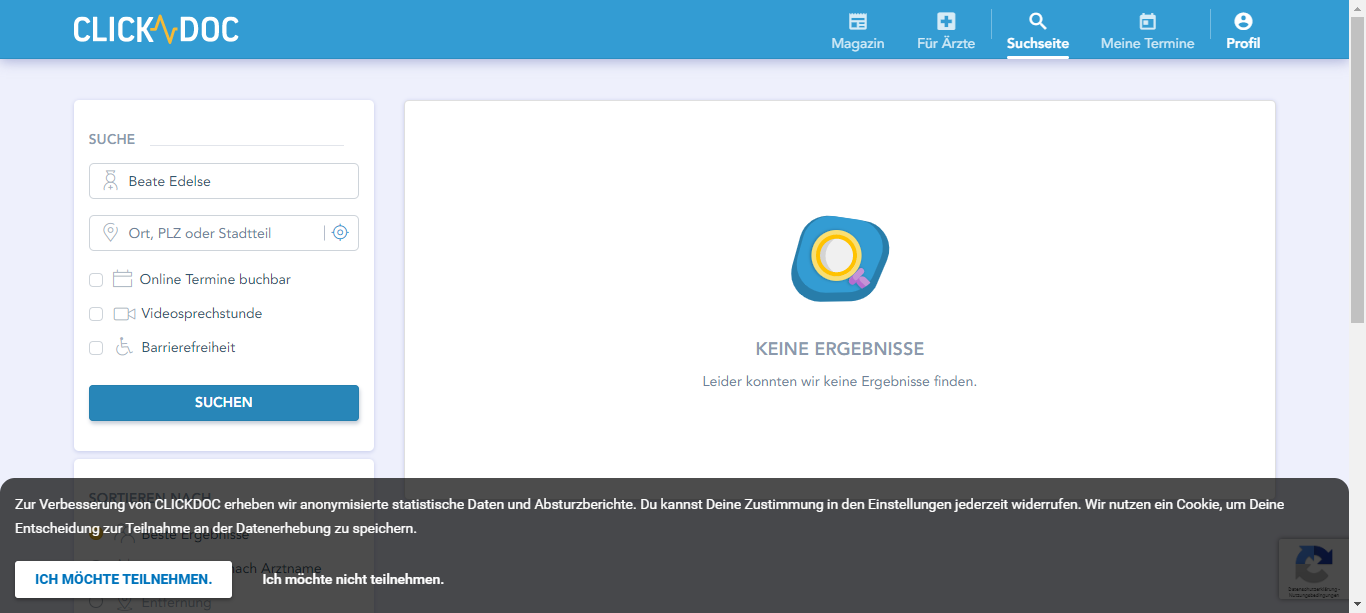 CLICKDOC
Magazin
Für Ärzte
Suchseite
Meine Termine
Profil
SUCHE
Beate Edelse
Ort, PLZ oder Stadtteil
Online Termine buchbar
Videosprechstunde
Barrierefreiheit
SUCHEN
KEINE ERGEBNISSE
Leider konnten wir keine Ergebnisse finden.
SORTIEREN NACH
Zur Verbesserung von CLICKDOC erheben wir anonymisierte statistische Daten und Absturzberichte. Du kannst Deine Zustimmung in den Einstellungen jederzeit widerrufen. Wir nutzen ein Cookie, um Deine
Entscheidung zur Teilnahme an der Datenerhebung zu speichern.
Beste Ergebnisse
nach Arztname
ICH MÖCHTE TEILNEHMEN.
Ich möchte nicht teilnehmen.
Entfernung
Datenschutzerklärung -
Nutzungsbedingungen